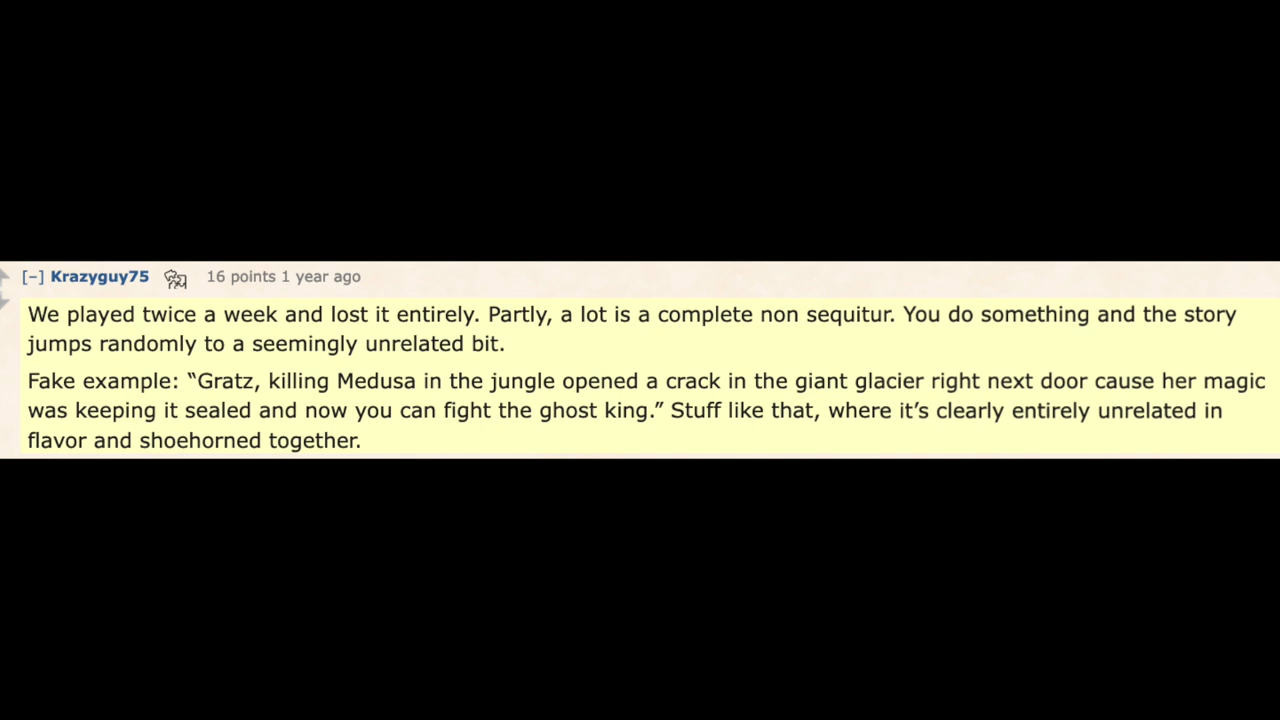 [–] Krazyguy75 16 points 1 year ago
We played twice a week and lost it entirely. Partly, a lot is a complete non sequitur. You do something and the story
jumps randomly to a seemingly unrelated bit.
Fake example: “Gratz, killing Medusa in the jungle opened a crack in the giant glacier right next door cause her magic
was keeping it sealed and now you can fight the ghost king.” Stuff like that, where it’s clearly entirely unrelated in
flavor and shoehorned together.